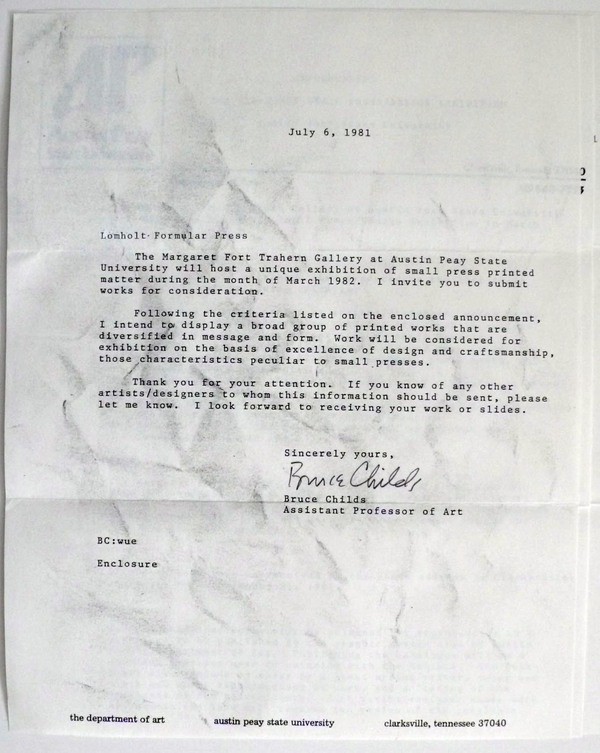 July 6, 1981
Lomholt Formular Press
The Margaret Fort Trahern Gallery at Austin Peay State
University will host a unique exhibition of small press printed
matter during the month of March 1982. I invite you to submit
works for consideration.
Following the criteria listed on the enclosed announcement,
I intend to display a broad group of printed works that are
diversified in message and form. Work will be considered for
exhibition on the basis of excellence of design and craftsmanship,
those characteristics peculiar to small presses.
Thank you for your attention. If you know of any other
artists/designers to whom this information should be sent, please
let me know. I look forward to receiving your work or slides.
Sincerely yours,
Bruce Childs
Bruce Childs
Assistant Professor of Art
BC:wue
Enclosure
the department of art austin peay state university clarksville, tennessee 37040